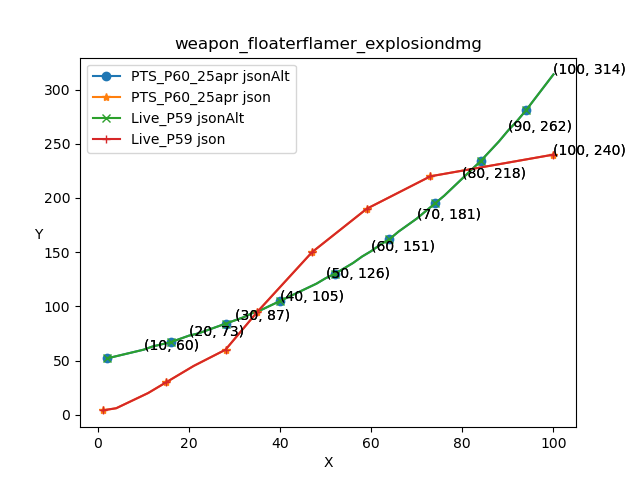 weapon_floaterflamer_explosiondmg
PTS_P60_25apr jsonAlt
PTS_P60_25apr json
Live_P59 jsonAlt
Live_P59 json
(100, 314)
(90, 262)
(100, 240)
(80, 218)
(70, 181)
(60, 151)
(50, 126)
(40, 105)
(30, 87)
(20, 73)
(10, 60)
300
250
200
150
100
50
0
Y
0 20 40 60 80 100
X